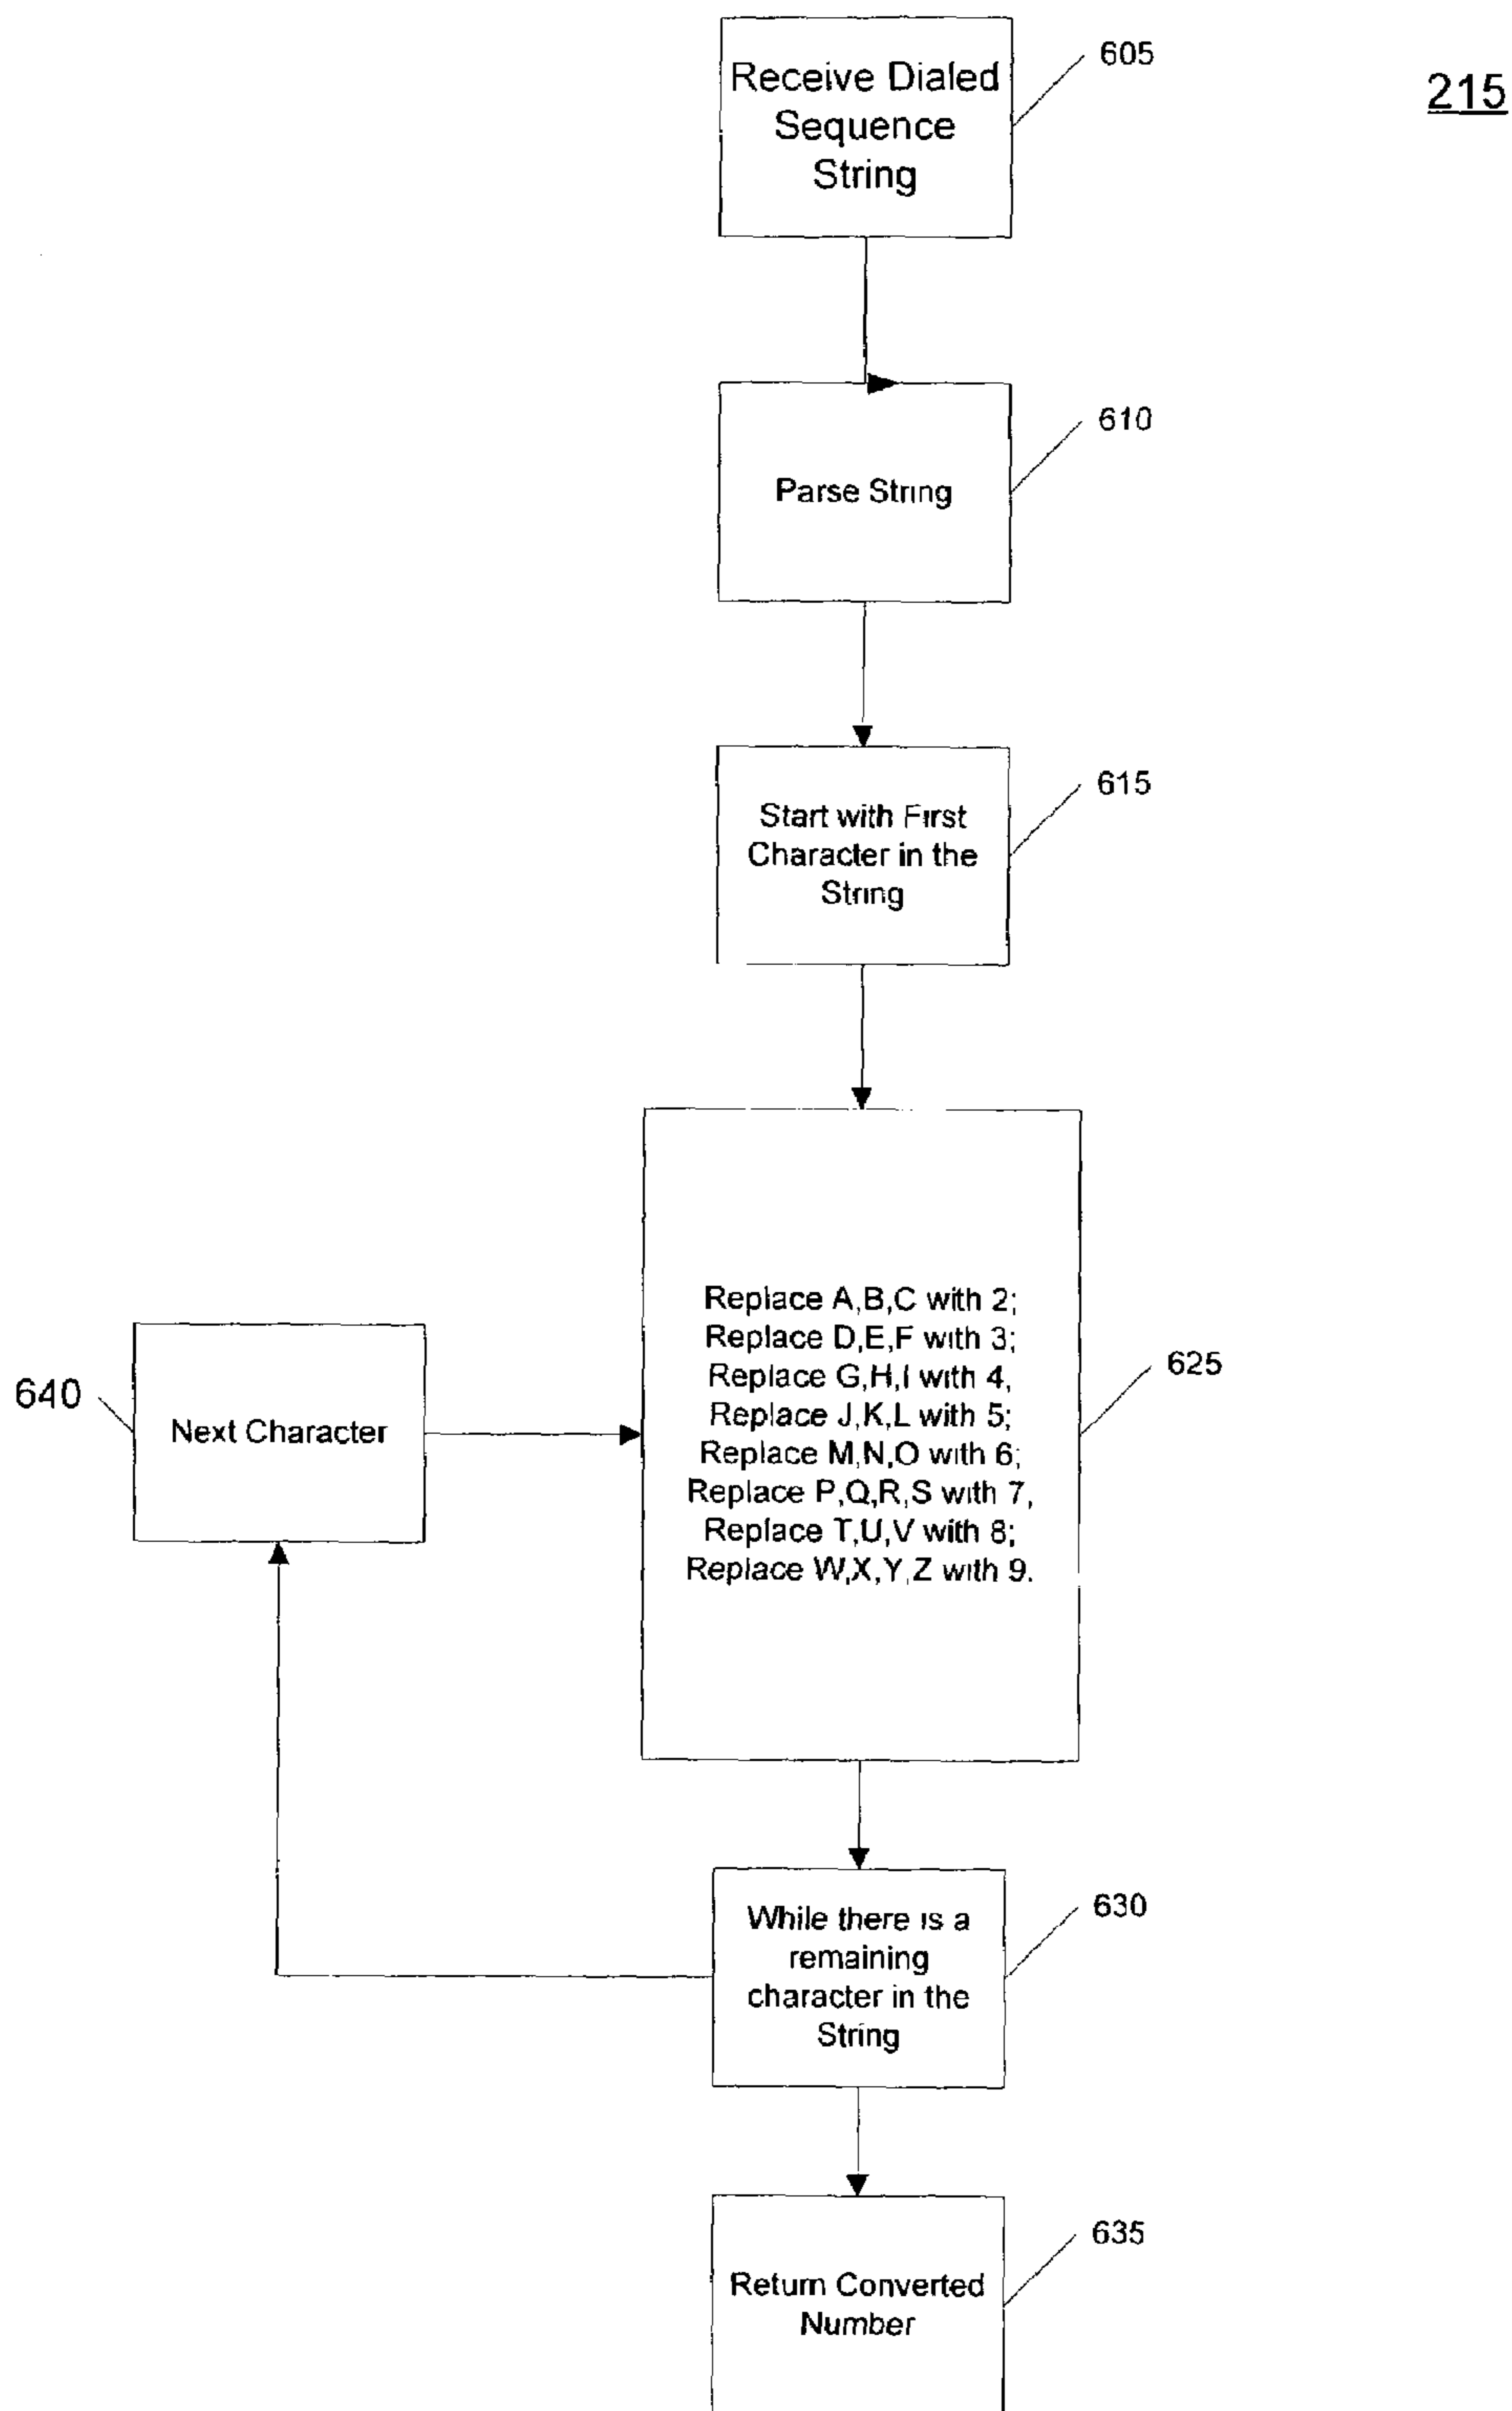 215
605
Receive Dialed
Sequence
String
610
Parse String
615
Start with First
Character in the
String
625
Replace A,B,C with 2;
Replace D,E,F with 3;
Replace G,H,I with 4,
Replace J,K,L with 5;
Replace M,N,O with 6;
Replace P,Q,R,S with 7,
Replace T,U,V with 8;
Replace W,X,Y,Z with 9.
640
Next Character
630
While there is a
remaining
character in the
String
635
Return Converted
Number